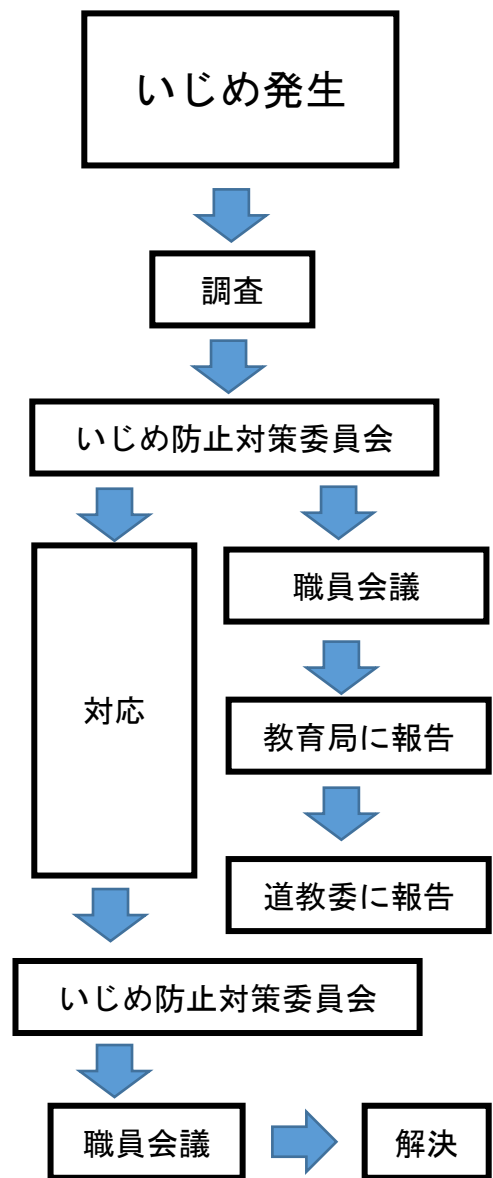 いじめ発生
調査
いじめ防止対策委員会
職員会議
対応
教育局に報告
道教委に報告
いじめ防止対策委員会
職員会議
解決